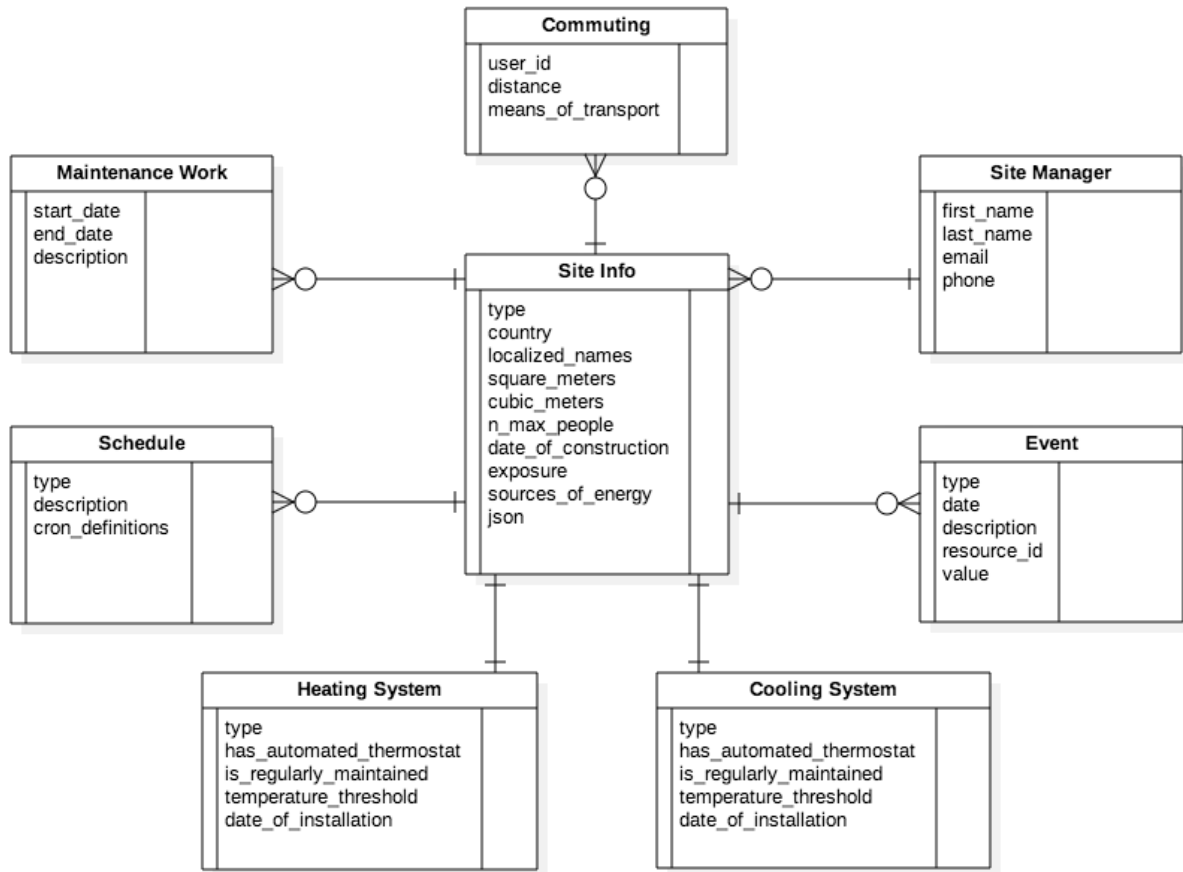 Commuting
user_id
distance
means_of_transport
Maintenance Work
start_date
end_date
description
Site Manager
first_name
last_name
email
phone
Site Info
type
country
localized_names
square_meters
cubic_meters
n_max_people
date_of_construction
exposure
sources_of_energy
json
Schedule
type
description
cron_definitions
Event
type
date
description
resource_id
value
Heating System
type
has_automated_thermostat
is_regularly_maintained
temperature_threshold
date_of_installation
Cooling System
type
has_automated_thermostat
is_regularly_maintained
temperature_threshold
date_of_installation